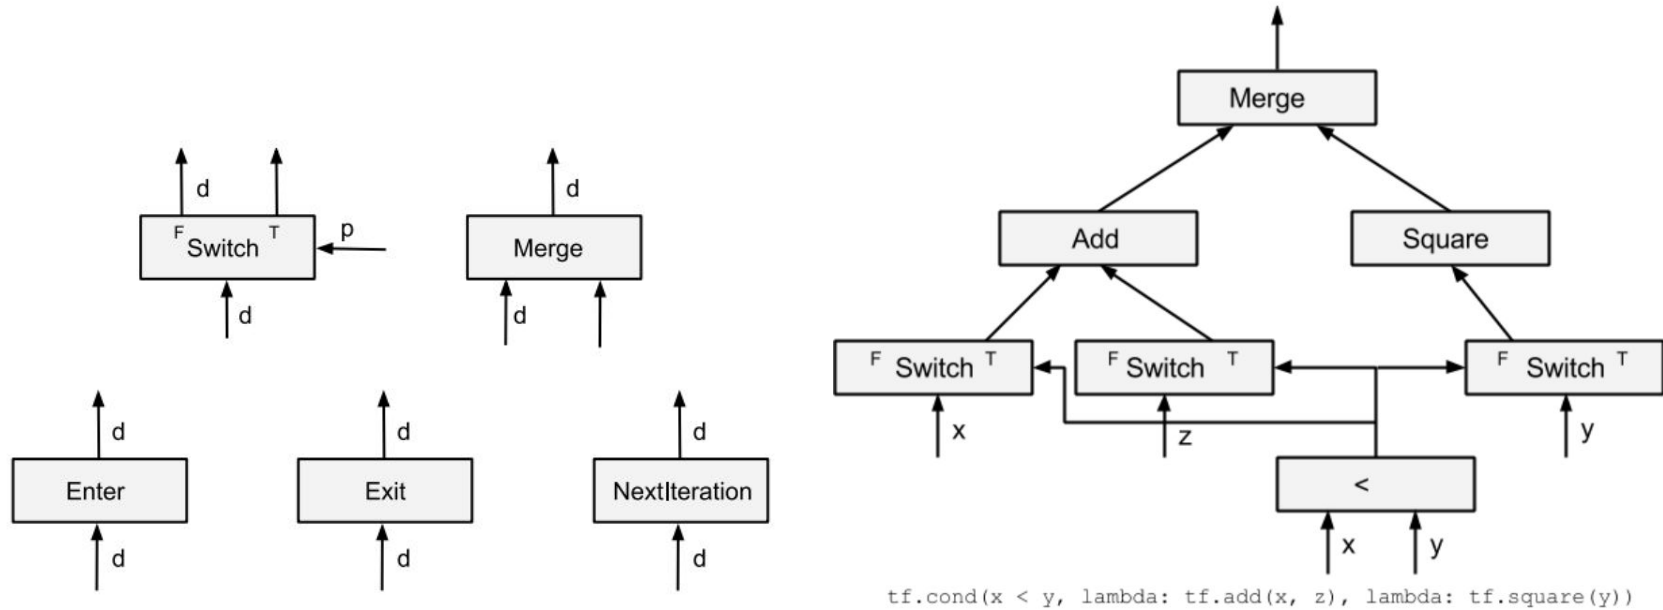 d
F Switch T
p
d
d
Merge
d
d
Enter
d
d
Exit
d
d
NextIteration
d
Merge
Add
Square
F Switch T
F Switch T
F Switch T
x
z
y
<
x
y
tf.cond(x < y, lambda: tf.add(x, z), lambda: tf.square(y))